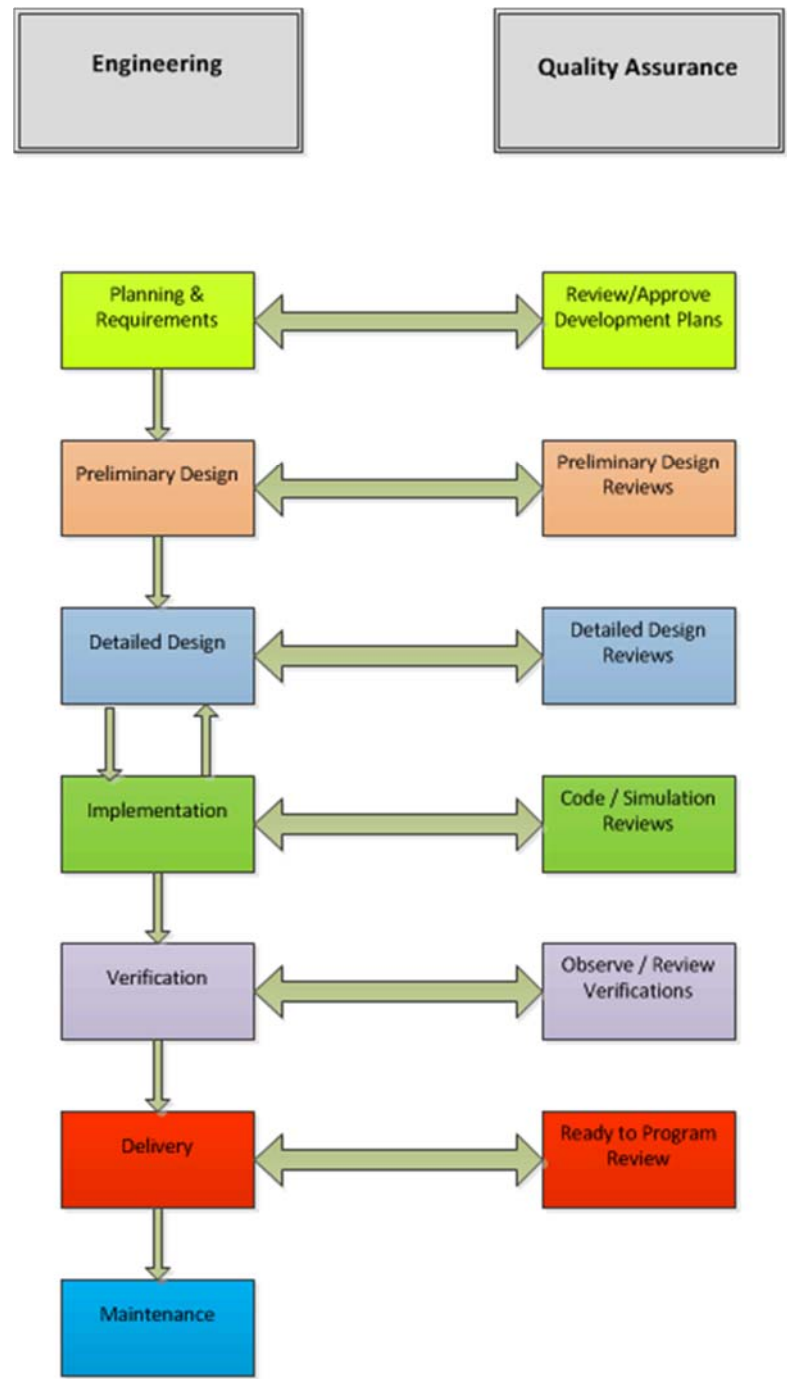 Engineering
Quality Assurance
Planning &
Requirements
Review/Approve
Development Plans
Preliminary Design
Preliminary Design
Reviews
Detailed Design
Detailed Design
Reviews
Implementation
Code / Simulation
Reviews
Verification
Observe / Review
Verifications
Delivery
Ready to Program
Review
Maintenance